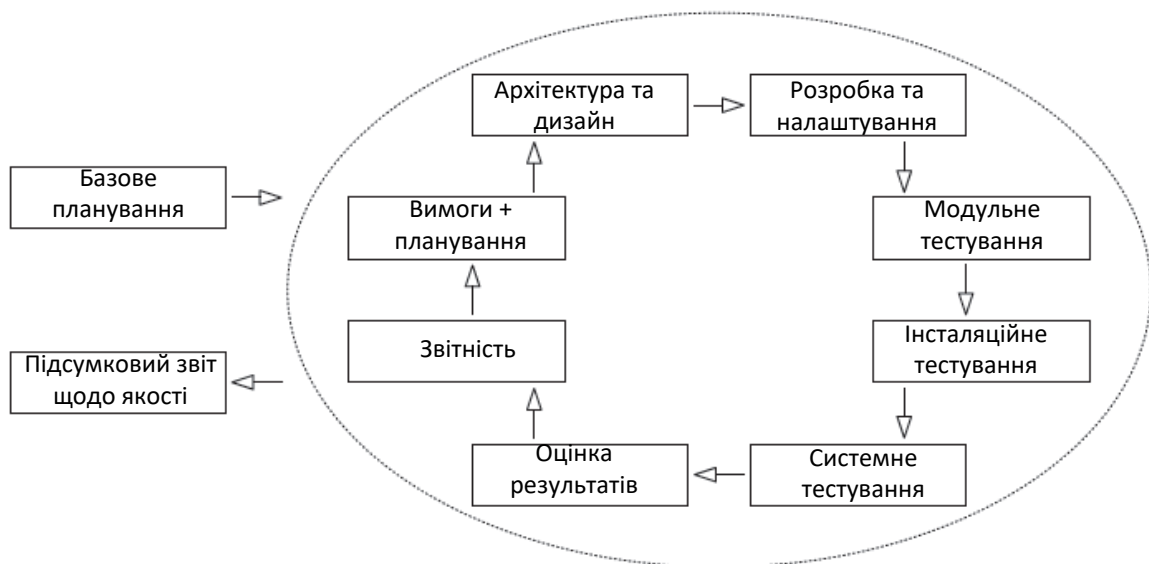 Архітектура та
дизайн
Розробка та
налаштування
Базове
планування
Вимоги +
планування
Модульне
тестування
Підсумковий звіт
щодо якості
Звітність
Інсталяційне
тестування
Оцінка
результатів
Системне
тестування